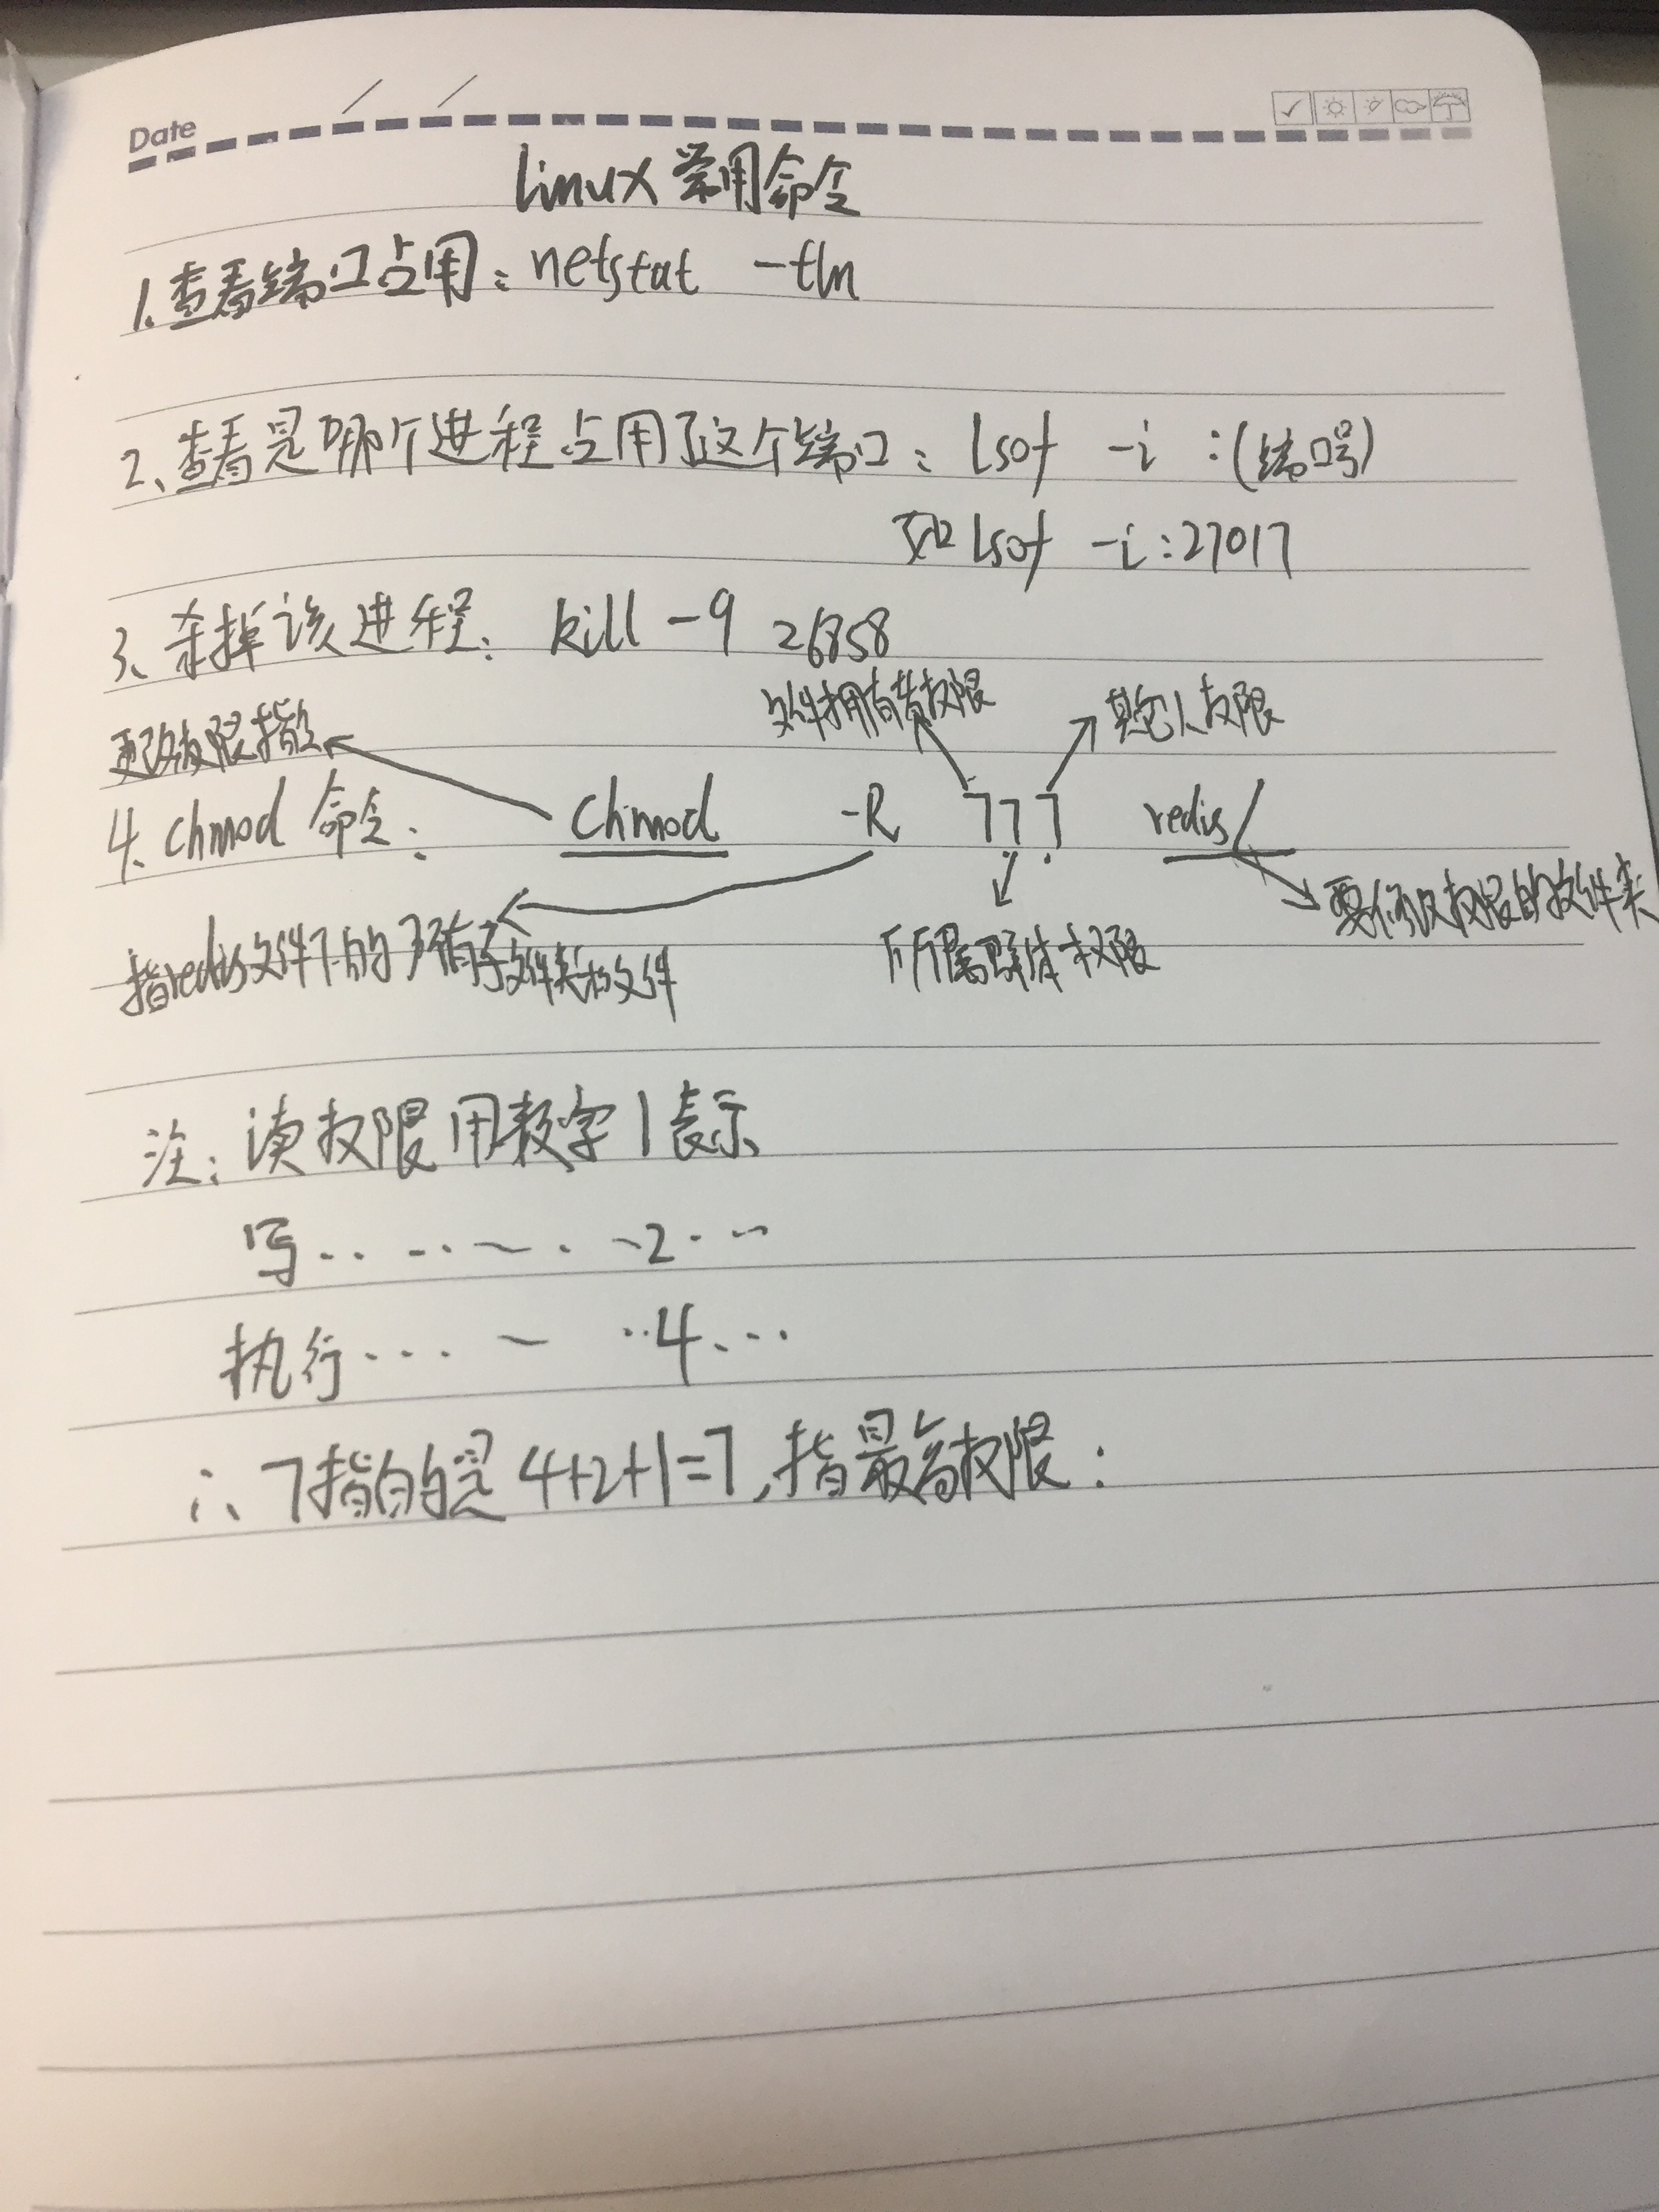 Date
linux常用命令
1.查看端口占用：netstat -tln
2、查看是哪个进程占用了这个端口：lsof -i :(端口号)
如 lsof -i:27017
3、杀掉该进程：kill -9 26858
文件拥有者权限 其它人权限
更改权限指令
4. chmod 命令： chmod -R 777 redis/
要修改权限的文件夹
指redis文件下的所有子文件夹和文件 所属群体权限
注：读权限用数字1表示
写‥‥‥2‥‥
执行‥‥‥4‥‥
∴ 7指的是4+2+1=7，指最高权限：